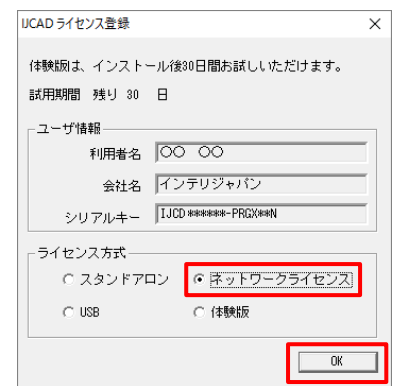 IJCAD ライセンス登録
体験版は、インストール後30日間お試しいただけます。
試用期間 残り 30 日
ユーザ情報
利用者名 〇〇 〇〇
会社名 インテリジャパン
シリアルキー IJCD******-PRGX**N
ライセンス方式
スタンドアロン ネットワークライセンス
USB 体験版
OK